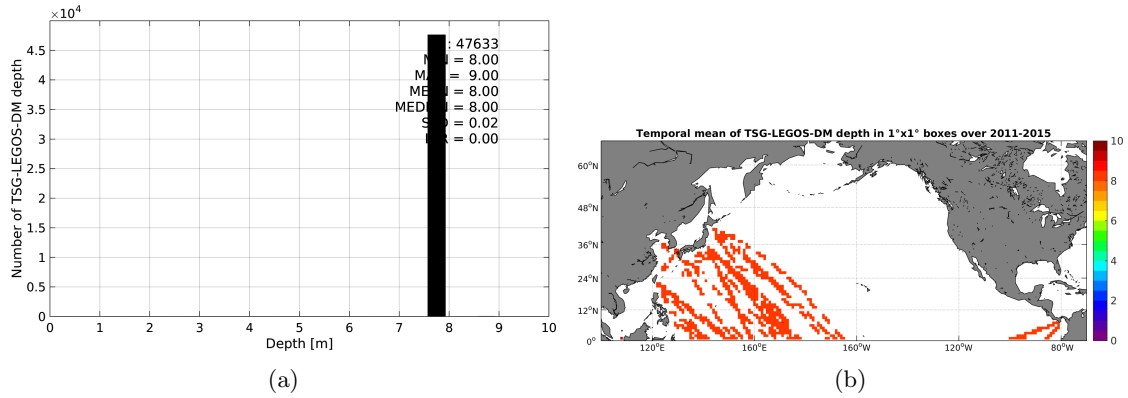 ×10⁴
4.5
4
3.5
3
2.5
2
1.5
1
0.5
0
Number of TSG-LEGOS-DM depth
: 47633
= 8.00
= 9.00
= 8.00
= 8.00
= 0.02
= 0.00
0 1 2 3 4 5 6 7 8 9 10
Depth [m]
(a)
Temporal mean of TSG-LEGOS-DM depth in 1°x1° boxes over 2011-2015
60°N
48°N
36°N
24°N
12°N
0°
120°E 160°E 160°W 120°W 80°W
10
8
6
4
2
0
(b)